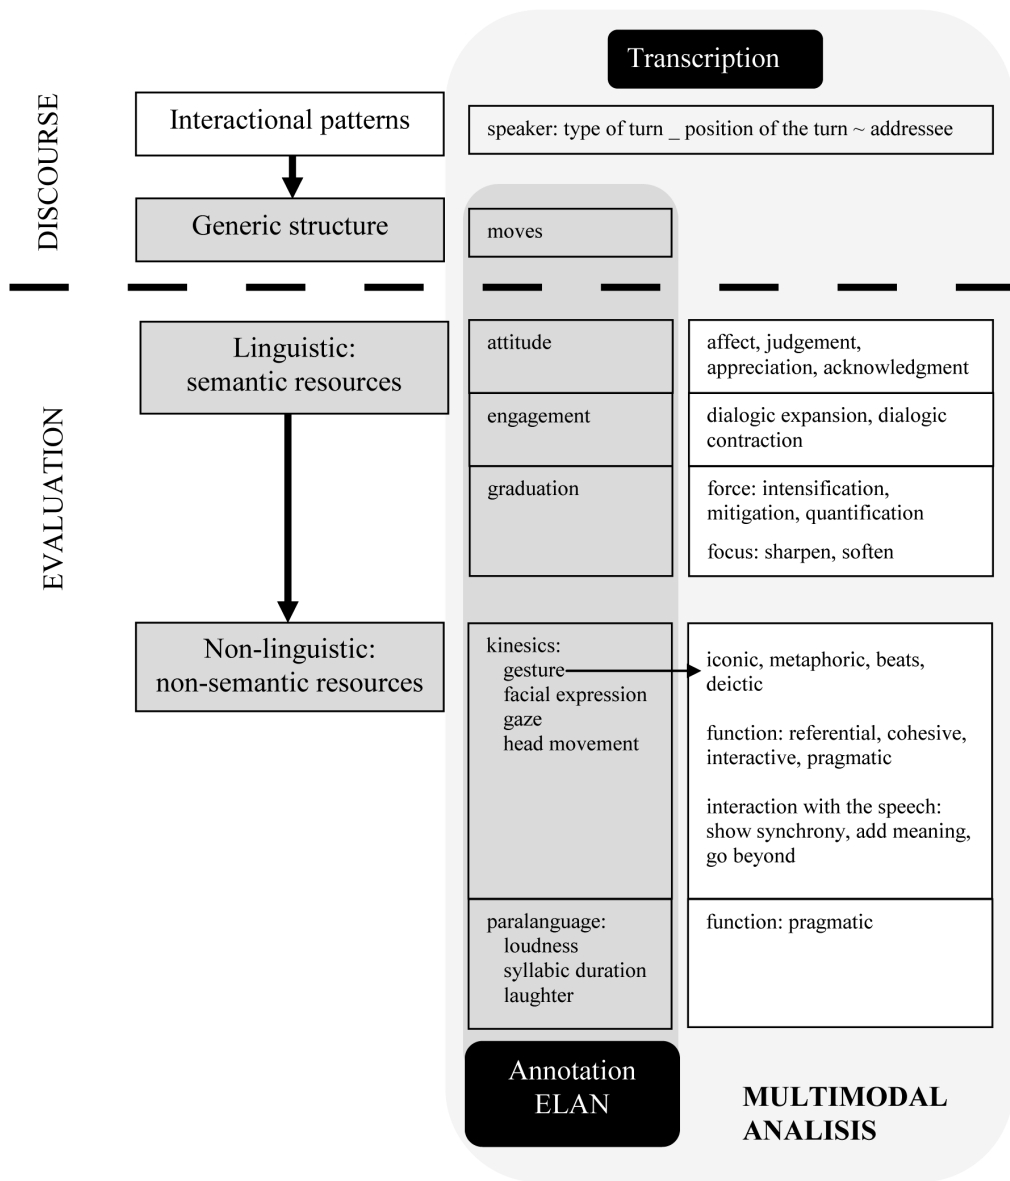 Transcription
DISCOURSE
Interactional patterns
speaker: type of turn _ position of the turn ~ addressee
Generic structure
moves
EVALUATION
Linguistic:
semantic resources
attitude
affect, judgement,
appreciation, acknowledgment
engagement
dialogic expansion, dialogic
contraction
graduation
force: intensification,
mitigation, quantification
focus: sharpen, soften
Non-linguistic:
non-semantic resources
kinesics:
gesture
facial expression
gaze
head movement
iconic, metaphoric, beats,
deictic
function: referential, cohesive,
interactive, pragmatic
interaction with the speech:
show synchrony, add meaning,
go beyond
paralanguage:
loudness
syllabic duration
laughter
function: pragmatic
Annotation
ELAN
MULTIMODAL
ANALISIS